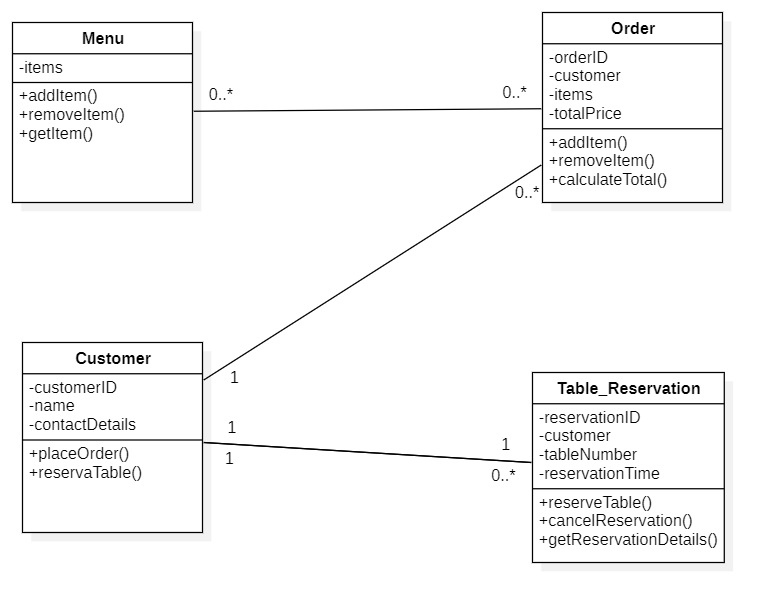 Menu
-items
+addItem()
+removeItem()
+getItem()
0..*
0..*
Order
-orderID
-customer
-items
-totalPrice
+addItem()
+removeItem()
+calculateTotal()
0..*
1
Customer
-customerID
-name
-contactDetails
+placeOrder()
+reservaTable()
1
1
1
0..*
Table_Reservation
-reservationID
-customer
-tableNumber
-reservationTime
+reserveTable()
+cancelReservation()
+getReservationDetails()